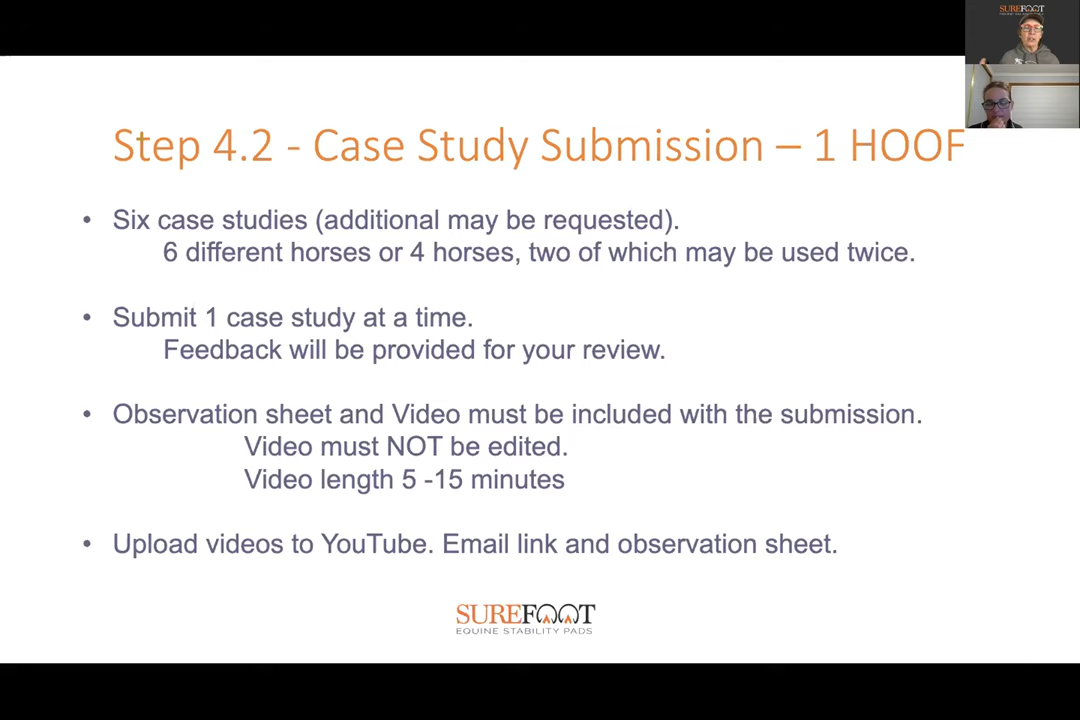 SUREFOOT
Step 4.2 - Case Study Submission – 1 HOOF
• Six case studies (additional may be requested).
6 different horses or 4 horses, two of which may be used twice.
• Submit 1 case study at a time.
Feedback will be provided for your review.
• Observation sheet and Video must be included with the submission.
Video must NOT be edited.
Video length 5 -15 minutes
• Upload videos to YouTube. Email link and observation sheet.
SUREFOOT
EQUINE STABILITY PADS